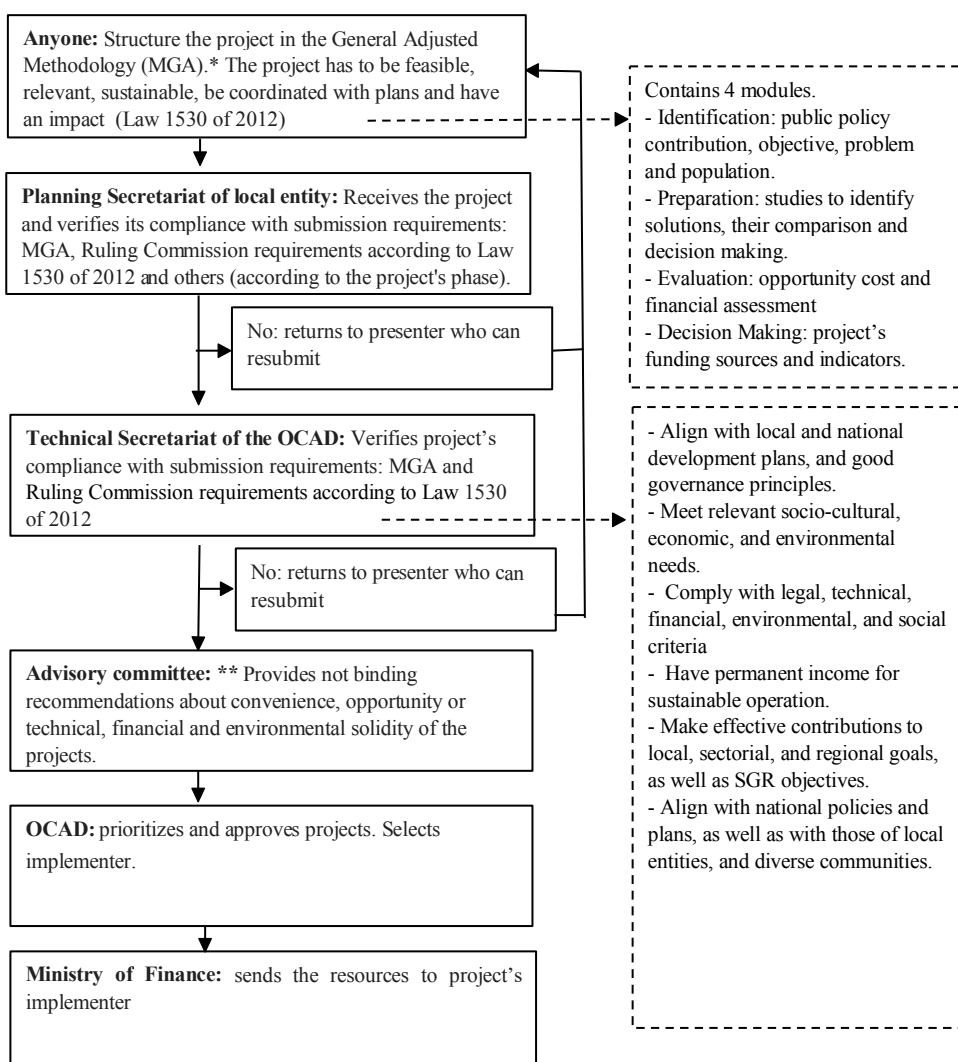 Anyone: Structure the project in the General Adjusted
Methodology (MGA).* The project has to be feasible,
relevant, sustainable, be coordinated with plans and have
an impact (Law 1530 of 2012)
Contains 4 modules.
- Identification: public policy
contribution, objective, problem
and population.
- Preparation: studies to identify
solutions, their comparison and
decision making.
- Evaluation: opportunity cost and
financial assessment
- Decision Making: project's
funding sources and indicators.
Planning Secretariat of local entity: Receives the project
and verifies its compliance with submission requirements:
MGA, Ruling Commission requirements according to Law
1530 of 2012 and others (according to the project's phase).
No: returns to presenter who can
resubmit
Technical Secretariat of the OCAD: Verifies project's
compliance with submission requirements: MGA and
Ruling Commission requirements according to Law 1530
of 2012
- Align with local and national
development plans, and good
governance principles.
- Meet relevant socio-cultural,
economic, and environmental
needs.
- Comply with legal, technical,
financial, environmental, and social
criteria
- Have permanent income for
sustainable operation.
- Make effective contributions to
local, sectorial, and regional goals,
as well as SGR objectives.
- Align with national policies and
plans, as well as with those of local
entities, and diverse communities.
No: returns to presenter who can
resubmit
Advisory committee: ** Provides not binding
recommendations about convenience, opportunity or
technical, financial and environmental solidity of the
projects.
OCAD: prioritizes and approves projects. Selects
implementer.
Ministry of Finance: sends the resources to project's
implementer